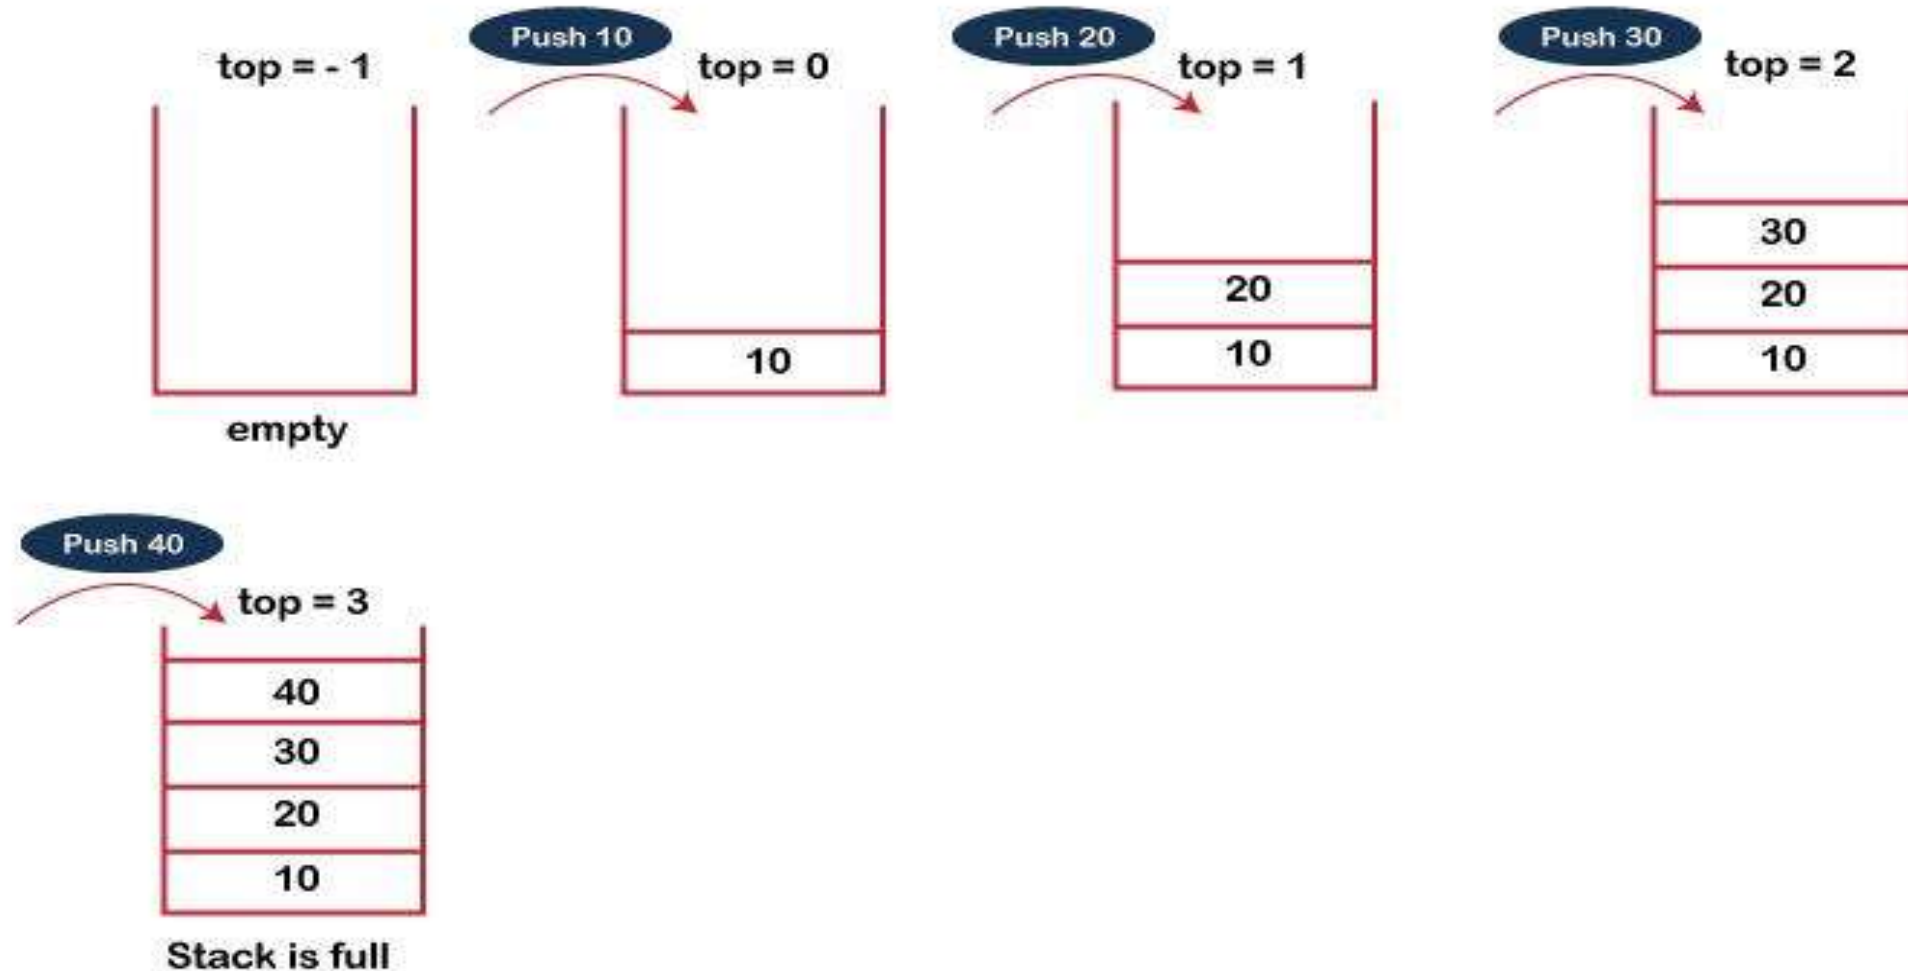 top = - 1
empty
Push 10
top = 0
10
Push 20
top = 1
20
10
Push 30
top = 2
30
20
10
Push 40
top = 3
40
30
20
10
Stack is full